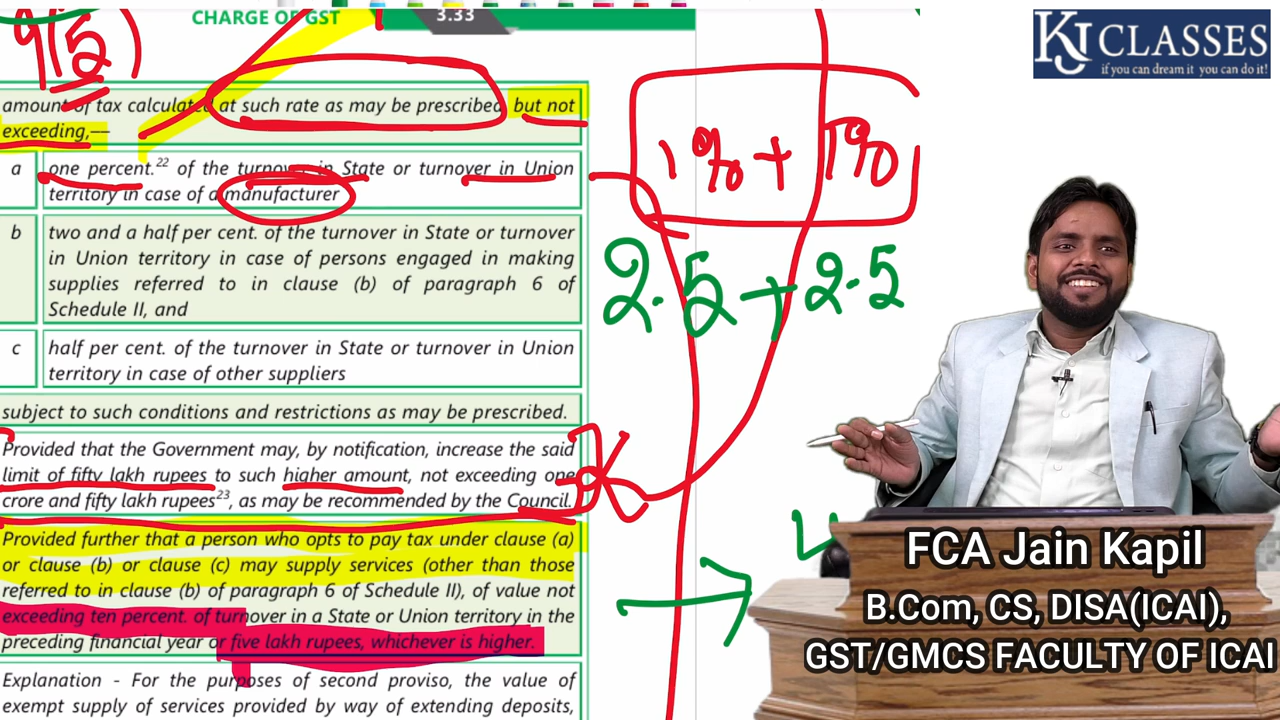 CHARGE OF GST
3.33
9(5)
amount of tax calculated at such rate as may be prescribed, but not
exceeding,—
a
one percent.22 of the turnover in State or turnover in Union
territory in case of a manufacturer
1% + 1%
b
two and a half per cent. of the turnover in State or turnover
in Union territory in case of persons engaged in making
supplies referred to in clause (b) of paragraph 6 of
Schedule II, and
2.5 + 2.5
c
half per cent. of the turnover in State or turnover in Union
territory in case of other suppliers
subject to such conditions and restrictions as may be prescribed.
Provided that the Government may, by notification, increase the said
limit of fifty lakh rupees to such higher amount, not exceeding one
crore and fifty lakh rupees23, as may be recommended by the Council.
Provided further that a person who opts to pay tax under clause (a)
or clause (b) or clause (c) may supply services (other than those
referred to in clause (b) of paragraph 6 of Schedule II), of value not
exceeding ten percent. of turnover in a State or Union territory in the
preceding financial year or five lakh rupees, whichever is higher.
Explanation - For the purposes of second proviso, the value of
exempt supply of services provided by way of extending deposits,
KJ CLASSES
if you can dream it you can do it!
FCA Jain Kapil
B.Com, CS, DISA(ICAI),
GST/GMCS FACULTY OF ICAI